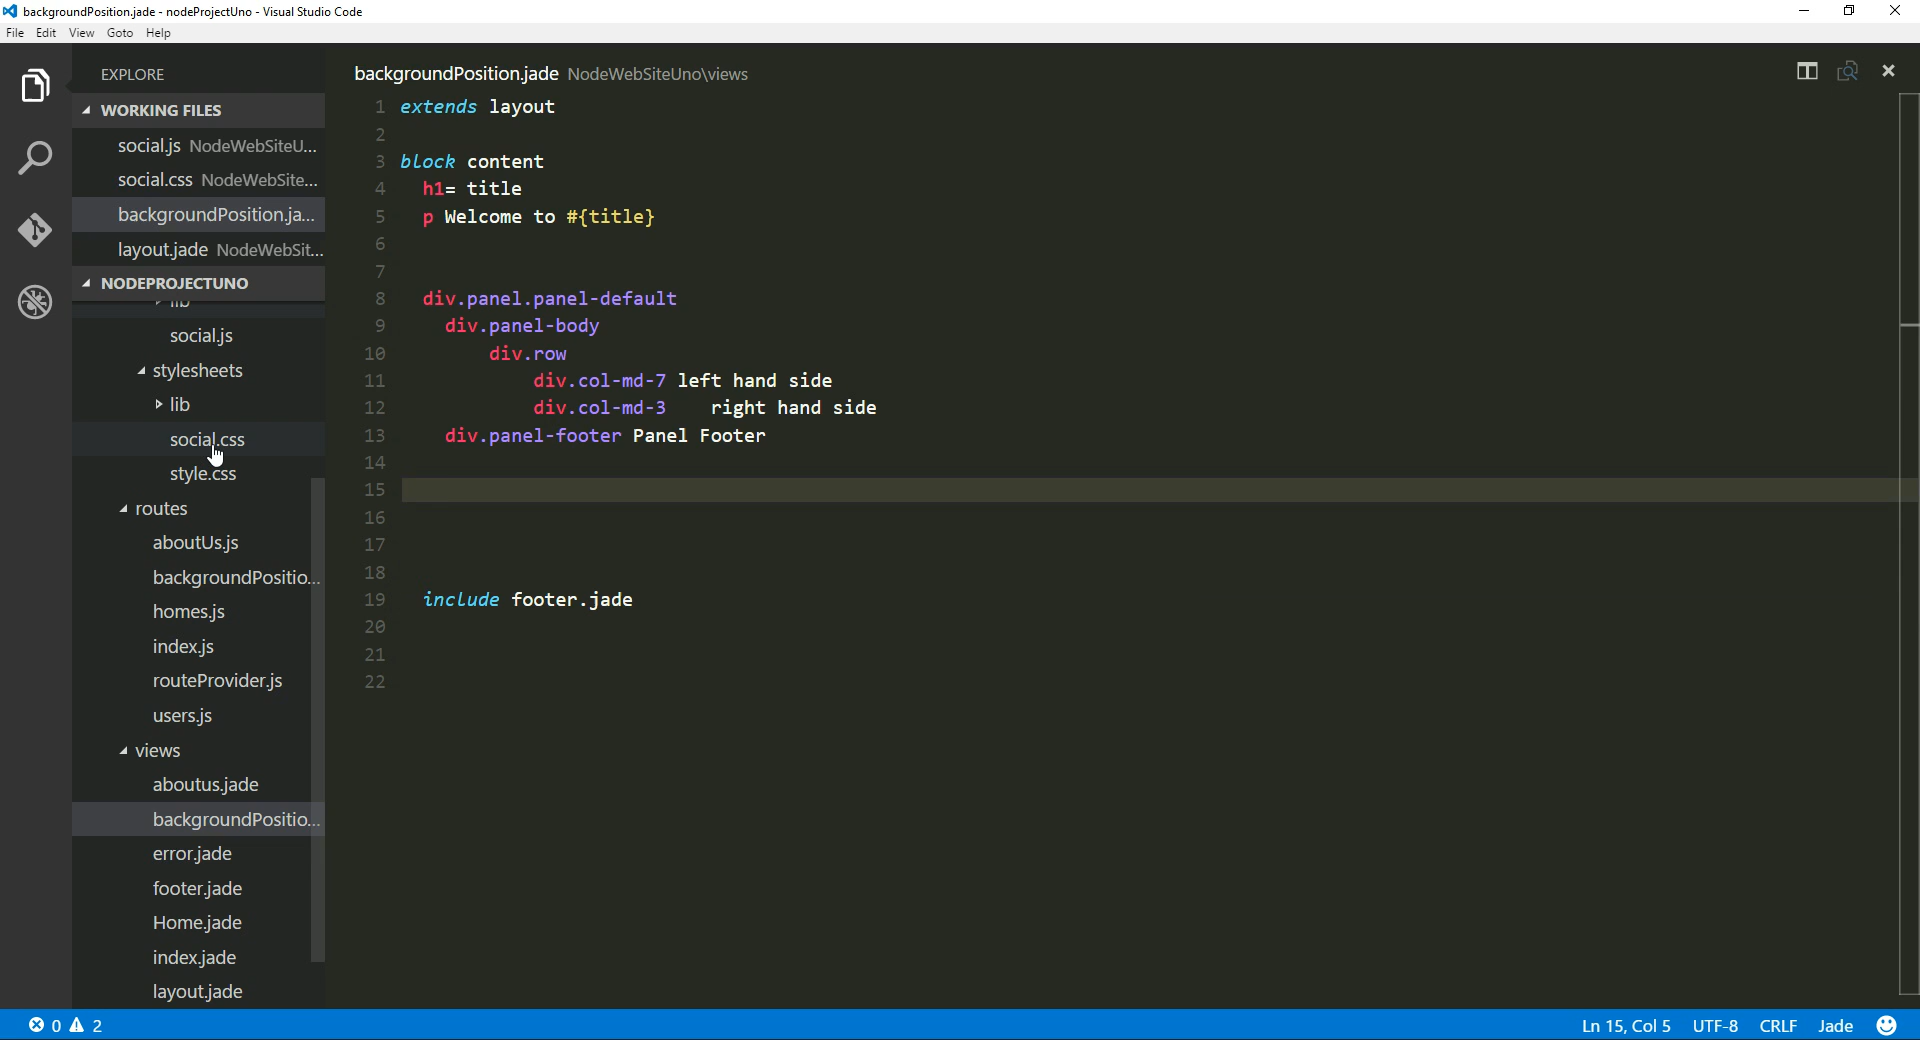 backgroundPosition.jade - nodeProjectUno - Visual Studio Code
File Edit View Goto Help
EXPLORE
WORKING FILES
social.js NodeWebSiteU...
social.css NodeWebSite...
backgroundPosition.ja...
layout.jade NodeWebSit...
NODEPROJECTUNO
lib
social.js
stylesheets
lib
social.css
style.css
routes
aboutUs.js
backgroundPositio...
homes.js
index.js
routeProvider.js
users.js
views
aboutus.jade
backgroundPositio...
error.jade
footer.jade
Home.jade
index.jade
layout.jade
backgroundPosition.jade NodeWebSiteUno\views
1 extends layout
2
3 block content
4 h1= title
5 p Welcome to #{title}
6
7
8 div.panel.panel-default
9 div.panel-body
10 div.row
11 div.col-md-7 left hand side
12 div.col-md-3 right hand side
13 div.panel-footer Panel Footer
14
15
16
17
18
19 include footer.jade
20
21
22
0 2
Ln 15, Col 5 UTF-8 CRLF Jade